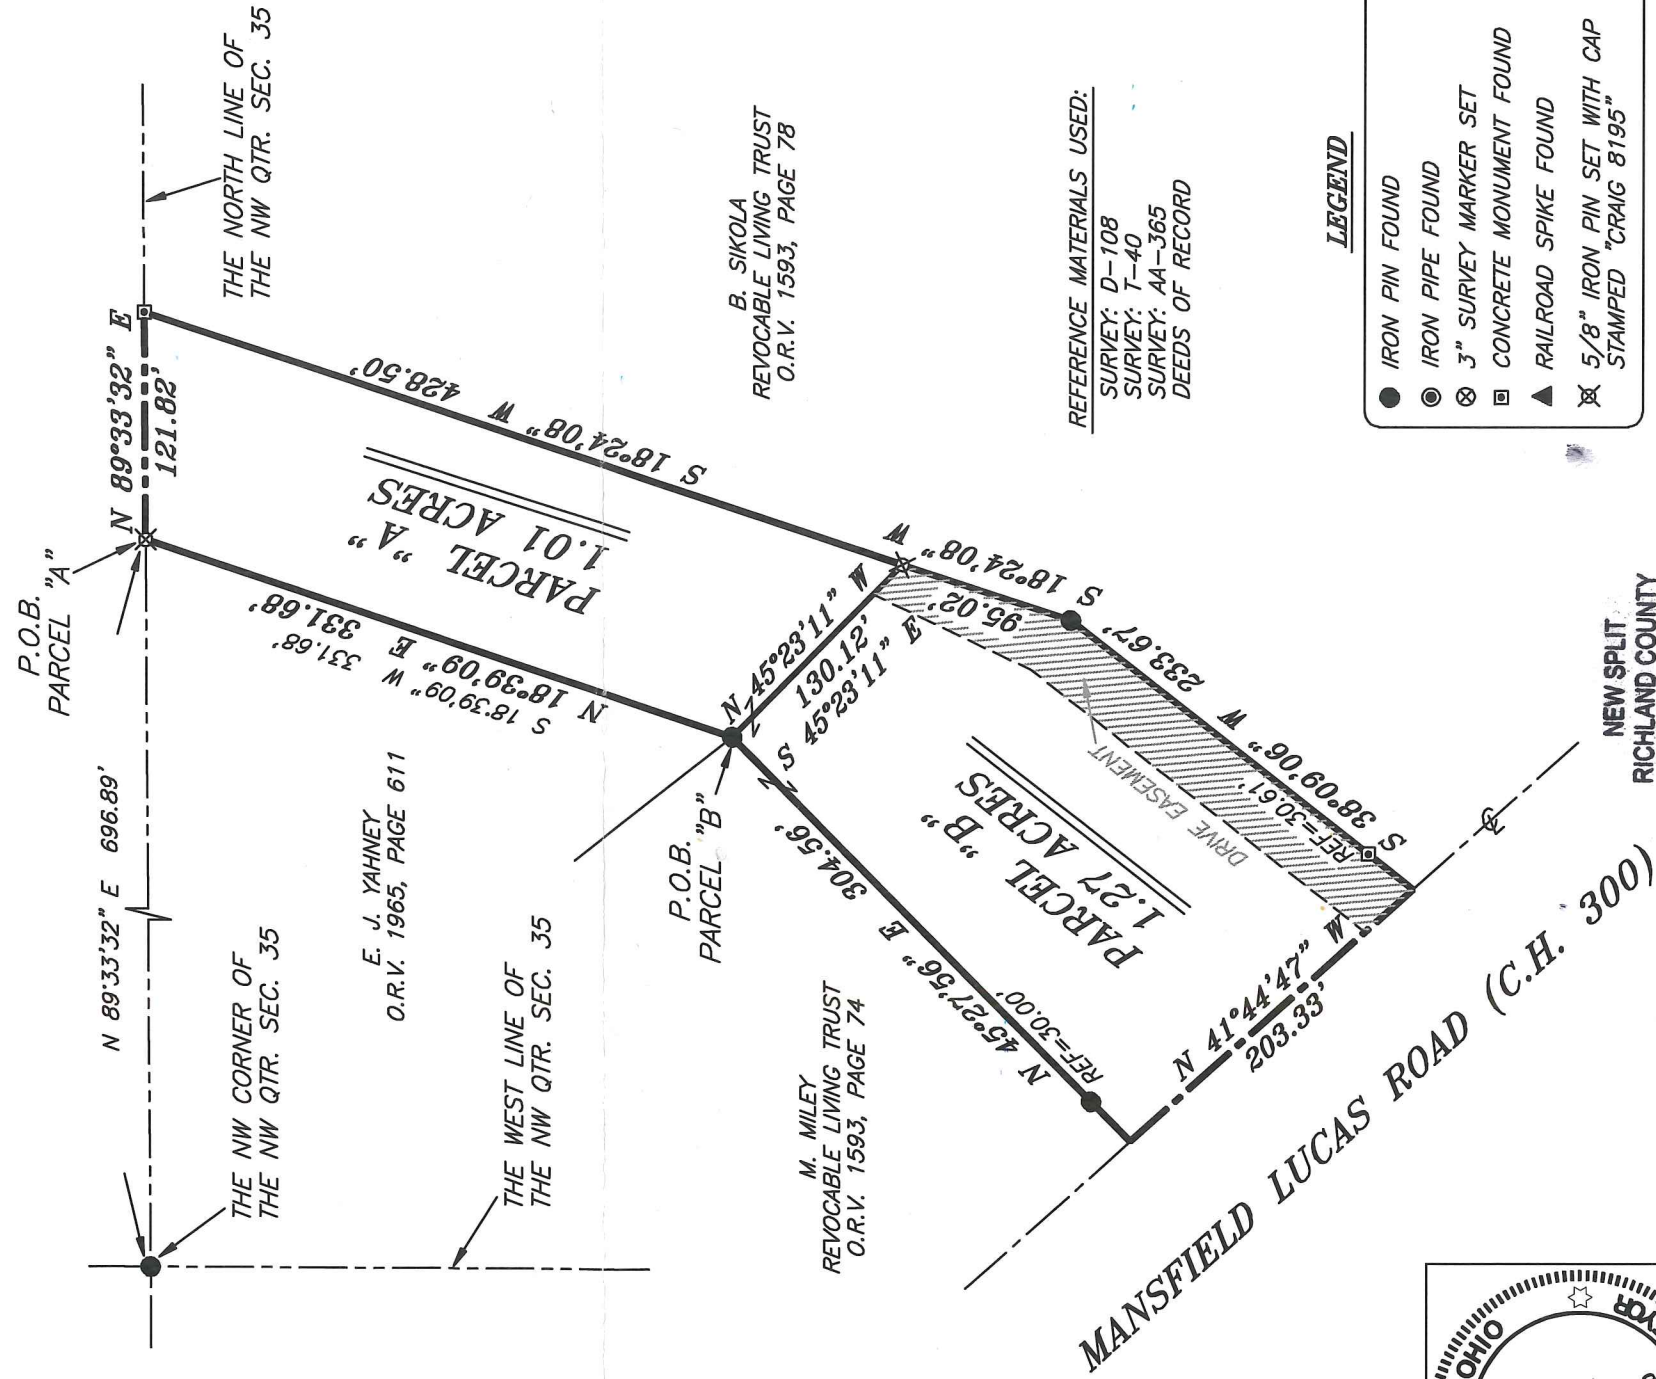 THE NORTH LINE OF
THE NW QTR. SEC. 35
P.O.B.
PARCEL "A"
N 89°33'32" E
121.82'
N 89°33'32" E 696.89'
THE NW CORNER OF
THE NW QTR. SEC. 35
E. J. YAHNEY
O.R.V. 1965, PAGE 611
THE WEST LINE OF
THE NW QTR. SEC. 35
S 18°39'09" W 331.68'
N 18°39'09" E
331.68'
PARCEL "A"
1.01 ACRES
S 18°24'08" W 428.50'
B. SIKOLA
REVOCABLE LIVING TRUST
O.R.V. 1593, PAGE 78
N 45°23'11" W
130.12'
S 45°23'11" E
P.O.B.
PARCEL "B"
S 18°24'08" W
95.02'
M. MILEY
REVOCABLE LIVING TRUST
O.R.V. 1593, PAGE 74
N 45°27'56" E 304.56'
REF=30.00'
PARCEL "B"
1.27 ACRES
DRIVE EASEMENT
S 38°09'06" W 233.67'
REF=30.61'
N 41°44'47" W
203.33'
MANSFIELD LUCAS ROAD (C.H. 300)
REFERENCE MATERIALS USED:
SURVEY: D-108
SURVEY: T-40
SURVEY: AA-365
DEEDS OF RECORD
LEGEND
IRON PIN FOUND
IRON PIPE FOUND
3" SURVEY MARKER SET
CONCRETE MONUMENT FOUND
RAILROAD SPIKE FOUND
5/8" IRON PIN SET WITH CAP
STAMPED "CRAIG 8195"
NEW SPLIT
RICHLAND COUNTY
OHIO